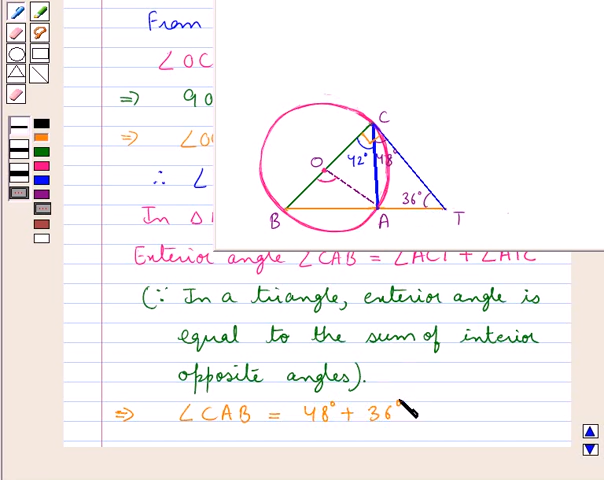 From
∠OC
⇒ 90
⇒ ∠O
∴ ∠
In Δ
C
O
42° 48°
36°
B A T
Exterior angle ∠CAB = ∠ACT + ∠ATC
(∵ In a triangle, exterior angle is
equal to the sum of interior
opposite angles).
⇒ ∠CAB = 48° + 36°